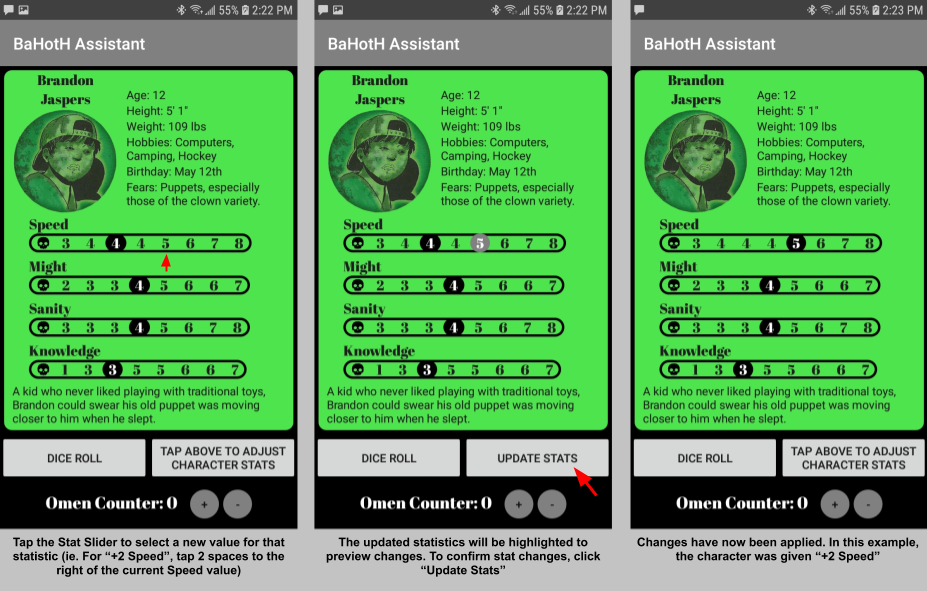 55% 2:22 PM
BaHotH Assistant
Brandon
Jaspers
Age: 12
Height: 5' 1"
Weight: 109 lbs
Hobbies: Computers,
Camping, Hockey
Birthday: May 12th
Fears: Puppets, especially
those of the clown variety.
Speed
3 4 4 4 5 6 7 8
Might
2 3 3 4 5 6 6 7
Sanity
3 3 3 4 5 6 7 8
Knowledge
1 3 3 5 5 6 6 7
A kid who never liked playing with traditional toys,
Brandon could swear his old puppet was moving
closer to him when he slept.
DICE ROLL
TAP ABOVE TO ADJUST
CHARACTER STATS
Omen Counter: 0 + -
Tap the Stat Slider to select a new value for that
statistic (ie. For “+2 Speed”, tap 2 spaces to the
right of the current Speed value)
55% 2:22 PM
BaHotH Assistant
Brandon
Jaspers
Age: 12
Height: 5' 1"
Weight: 109 lbs
Hobbies: Computers,
Camping, Hockey
Birthday: May 12th
Fears: Puppets, especially
those of the clown variety.
Speed
3 4 4 4 5 6 7 8
Might
2 3 3 4 5 6 6 7
Sanity
3 3 3 4 5 6 7 8
Knowledge
1 3 3 5 5 6 6 7
A kid who never liked playing with traditional toys,
Brandon could swear his old puppet was moving
closer to him when he slept.
DICE ROLL
UPDATE STATS
Omen Counter: 0 + -
The updated statistics will be highlighted to
preview changes. To confirm stat changes, click
“Update Stats”
55% 2:23 PM
BaHotH Assistant
Brandon
Jaspers
Age: 12
Height: 5' 1"
Weight: 109 lbs
Hobbies: Computers,
Camping, Hockey
Birthday: May 12th
Fears: Puppets, especially
those of the clown variety.
Speed
3 4 4 4 5 6 7 8
Might
2 3 3 4 5 6 6 7
Sanity
3 3 3 4 5 6 7 8
Knowledge
1 3 3 5 5 6 6 7
A kid who never liked playing with traditional toys,
Brandon could swear his old puppet was moving
closer to him when he slept.
DICE ROLL
TAP ABOVE TO ADJUST
CHARACTER STATS
Omen Counter: 0 + -
Changes have now been applied. In this example,
the character was given “+2 Speed”